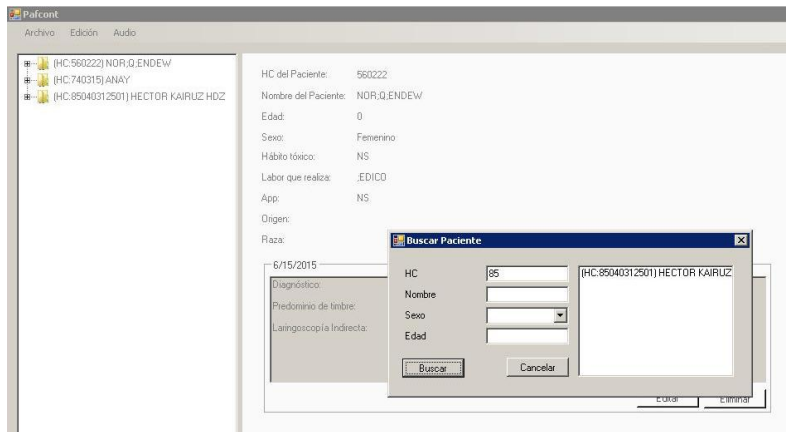 Pafcont
Archivo Edición Audio
(HC:560222) NOR;Q;ENDEW
(HC:740315) ANAY
(HC:85040312501) HECTOR KAIRUZ HDZ
HC del Paciente: 560222
Nombre del Paciente: NOR;Q;ENDEW
Edad: 0
Sexo: Femenino
Hábito tóxico: NS
Labor que realiza: ;EDICO
App: NS
Origen:
Raza:
6/15/2015
Diagnóstico:
Predominio de timbre:
Laringoscopía Indirecta:
Editar Eliminar
Buscar Paciente
HC 85
Nombre
Sexo
Edad
Buscar Cancelar
(HC:85040312501) HECTOR KAIRUZ